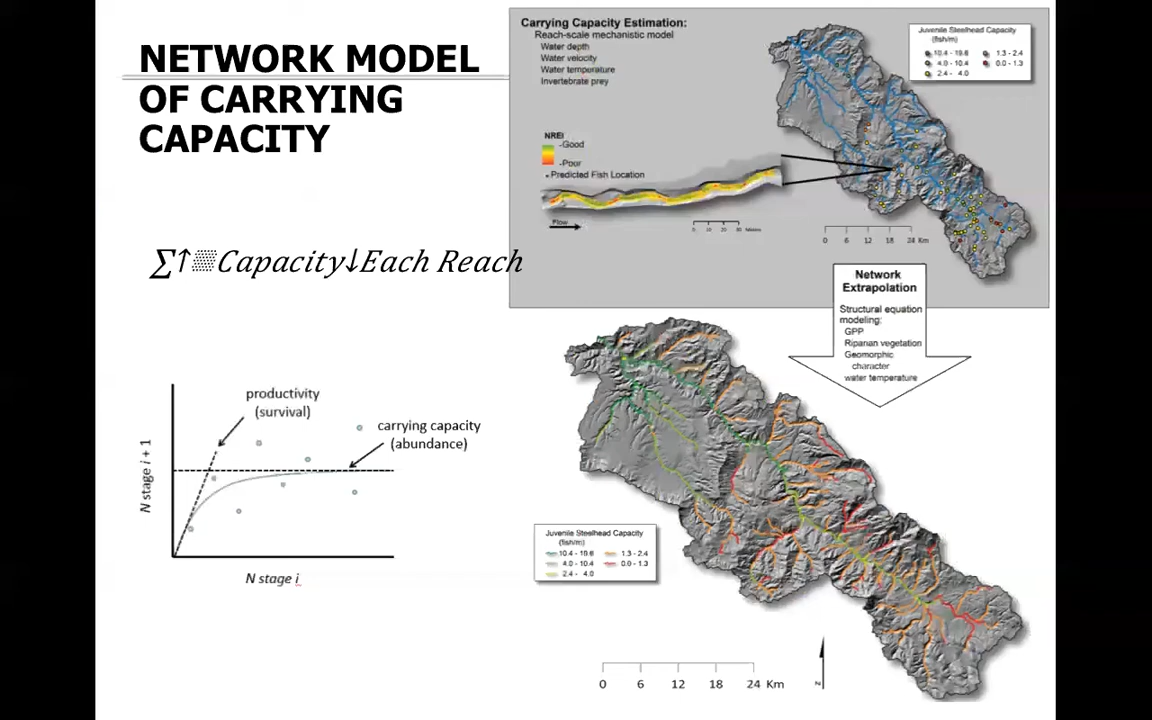 NETWORK MODEL
OF CARRYING
CAPACITY
∑↑▒Capacity↓Each Reach
Carrying Capacity Estimation:
Reach-scale mechanistic model
Water depth
Water velocity
Water temperature
Invertebrate prey
NREI
-Good
-Poor
Predicted Fish Location
Flow
Juvenile Steelhead Capacity
(fish/m)
10.4 - 19.6
1.3 - 2.4
4.0 - 10.4
0.0 - 1.3
2.4 - 4.0
0 6 12 18 24 Km
Network
Extrapolation
Structural equation
modeling:
GPP
Riparian vegetation
Geomorphic
character
water temperature
productivity
(survival)
carrying capacity
(abundance)
N stage i + 1
N stage i
Juvenile Steelhead Capacity
(fish/m)
10.4 - 19.6
1.3 - 2.4
4.0 - 10.4
0.0 - 1.3
2.4 - 4.0
0 6 12 18 24 Km
N